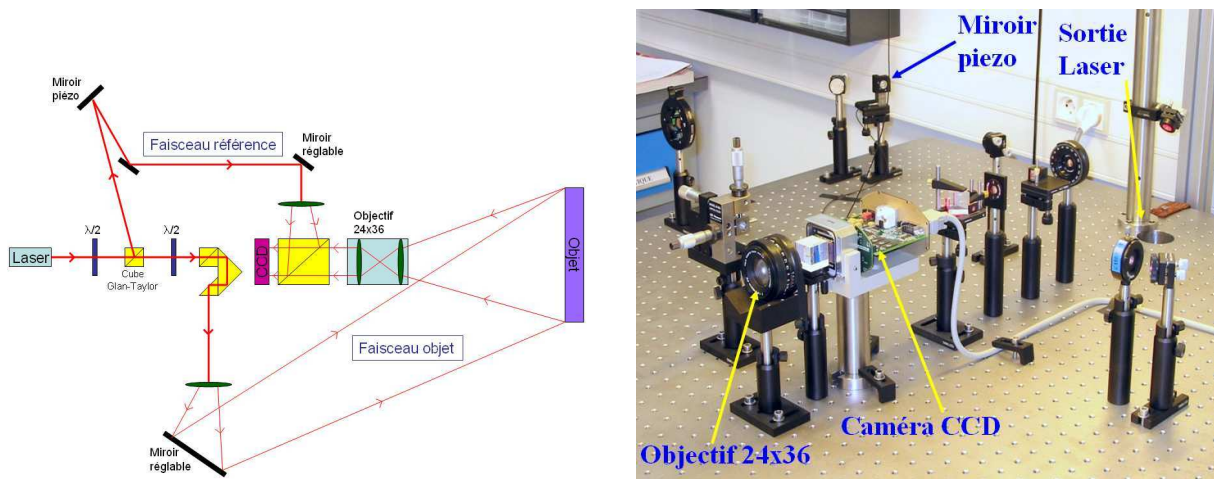 Miroir
piézo
Faisceau référence
Miroir
réglable
Objectif
24x36
λ/2
λ/2
Laser
Cube
Glan-Taylor
CCD
Objet
Faisceau objet
Miroir
réglable
Miroir
piezo
Sortie
Laser
Caméra CCD
Objectif 24x36